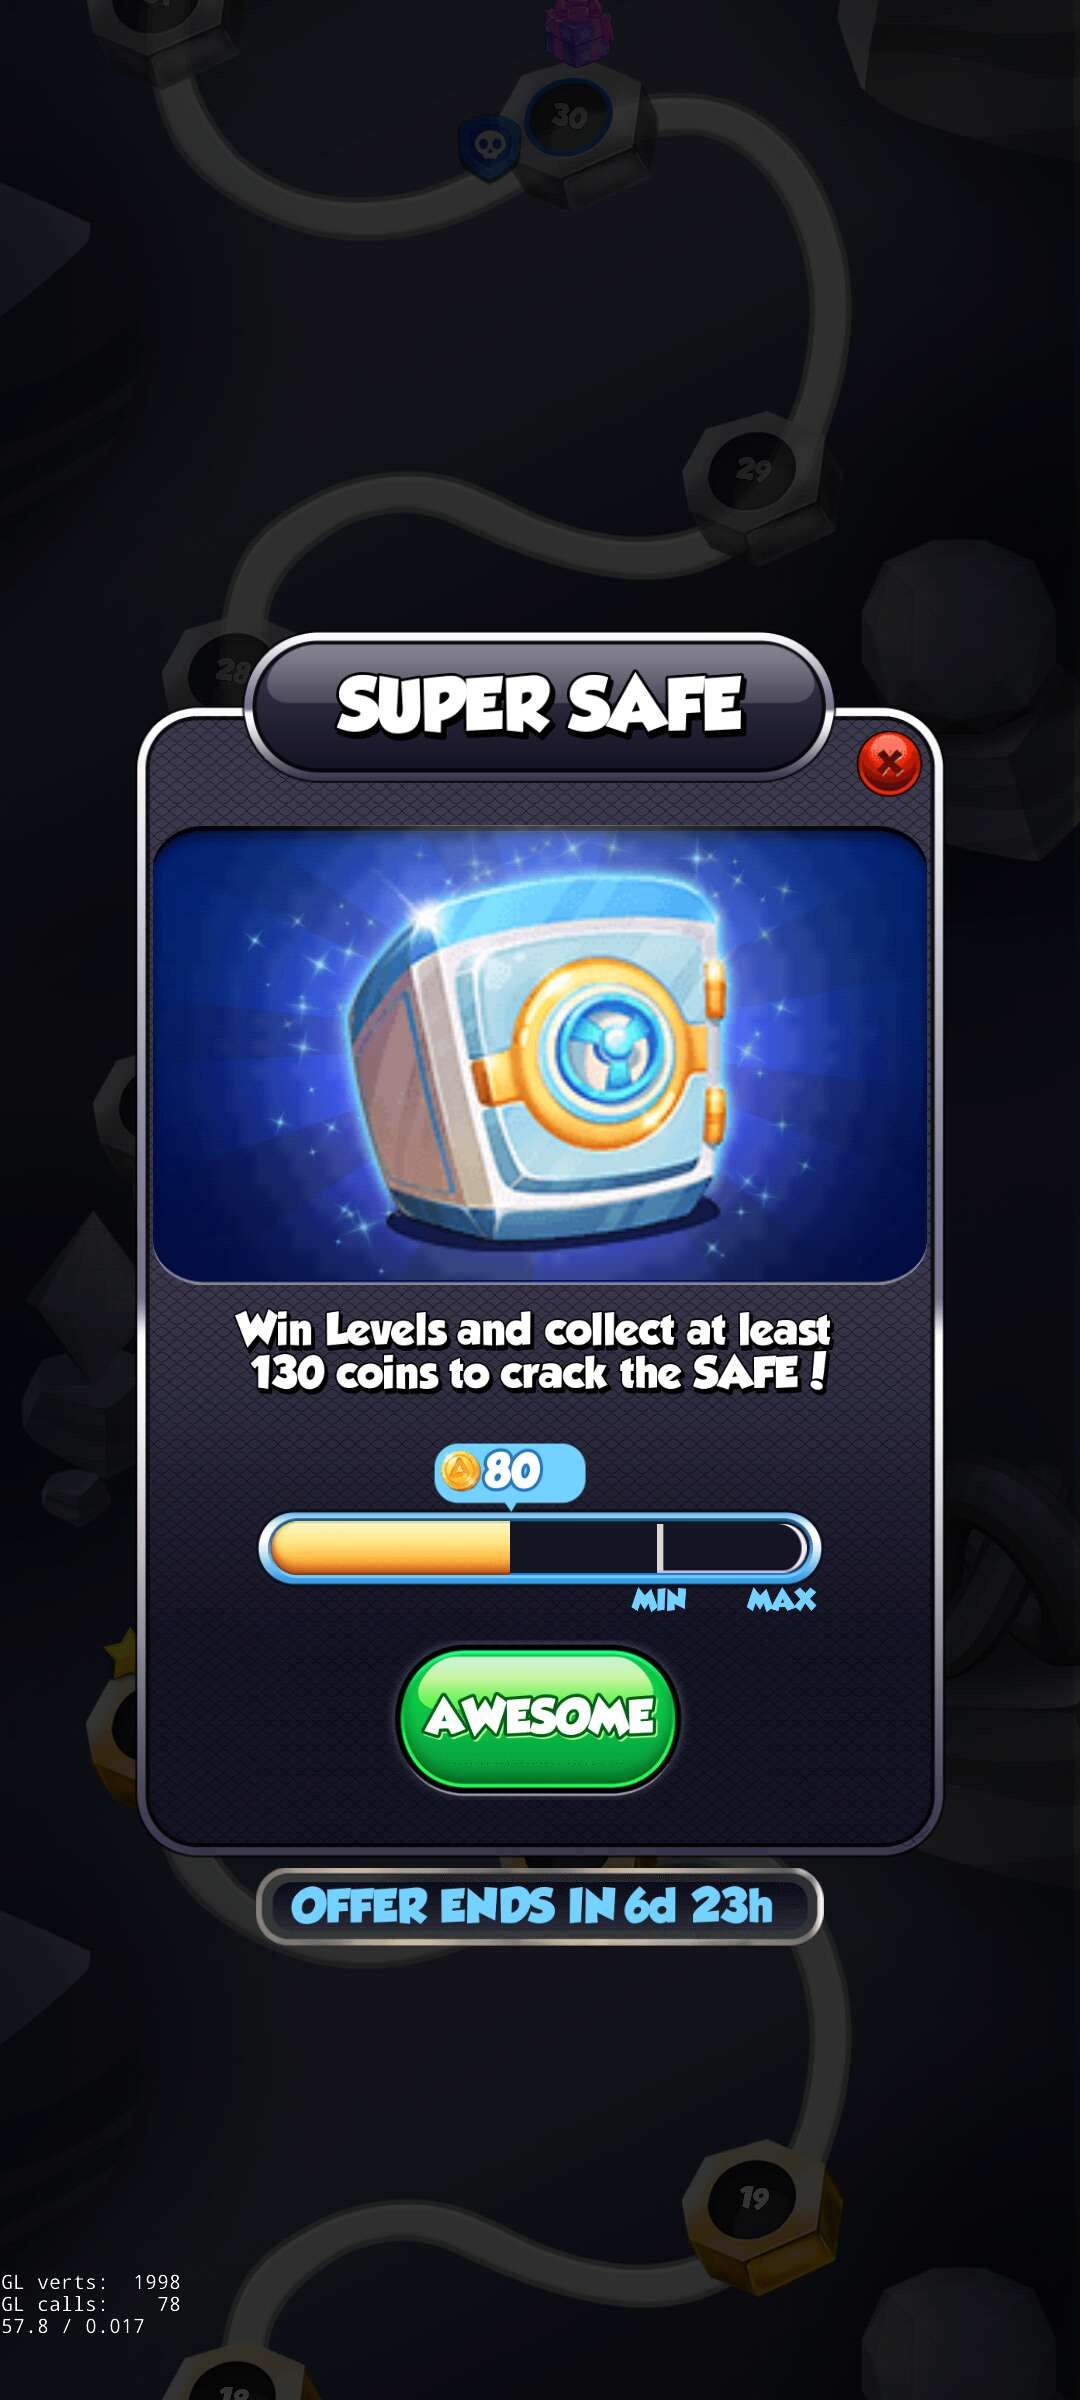 30
29
28
SUPER SAFE
Win Levels and collect at least
130 coins to crack the SAFE!
80
MIN MAX
AWESOME
OFFER ENDS IN 6d 23h
19
GL verts: 1998
GL calls: 78
57.8 / 0.017
18